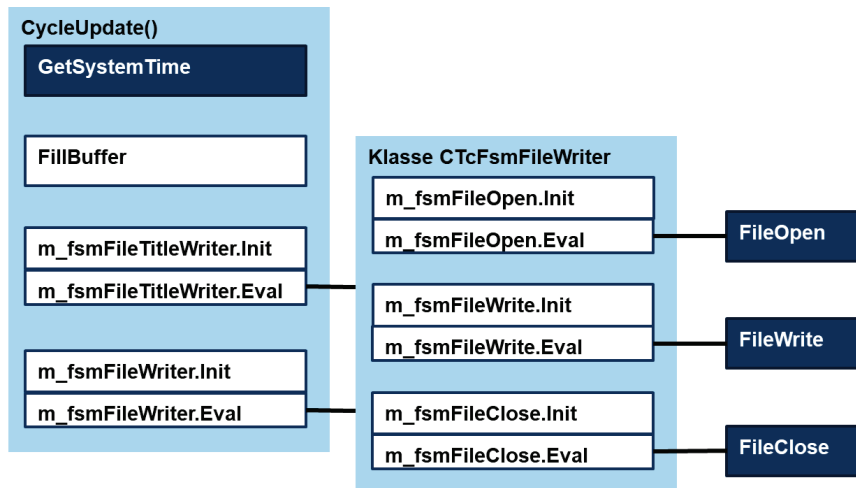 CycleUpdate()
GetSystemTime
FillBuffer
m_fsmFileTitleWriter.Init
m_fsmFileTitleWriter.Eval
m_fsmFileWriter.Init
m_fsmFileWriter.Eval
Klasse CTcFsmFileWriter
m_fsmFileOpen.Init
m_fsmFileOpen.Eval
m_fsmFileWrite.Init
m_fsmFileWrite.Eval
m_fsmFileClose.Init
m_fsmFileClose.Eval
FileOpen
FileWrite
FileClose